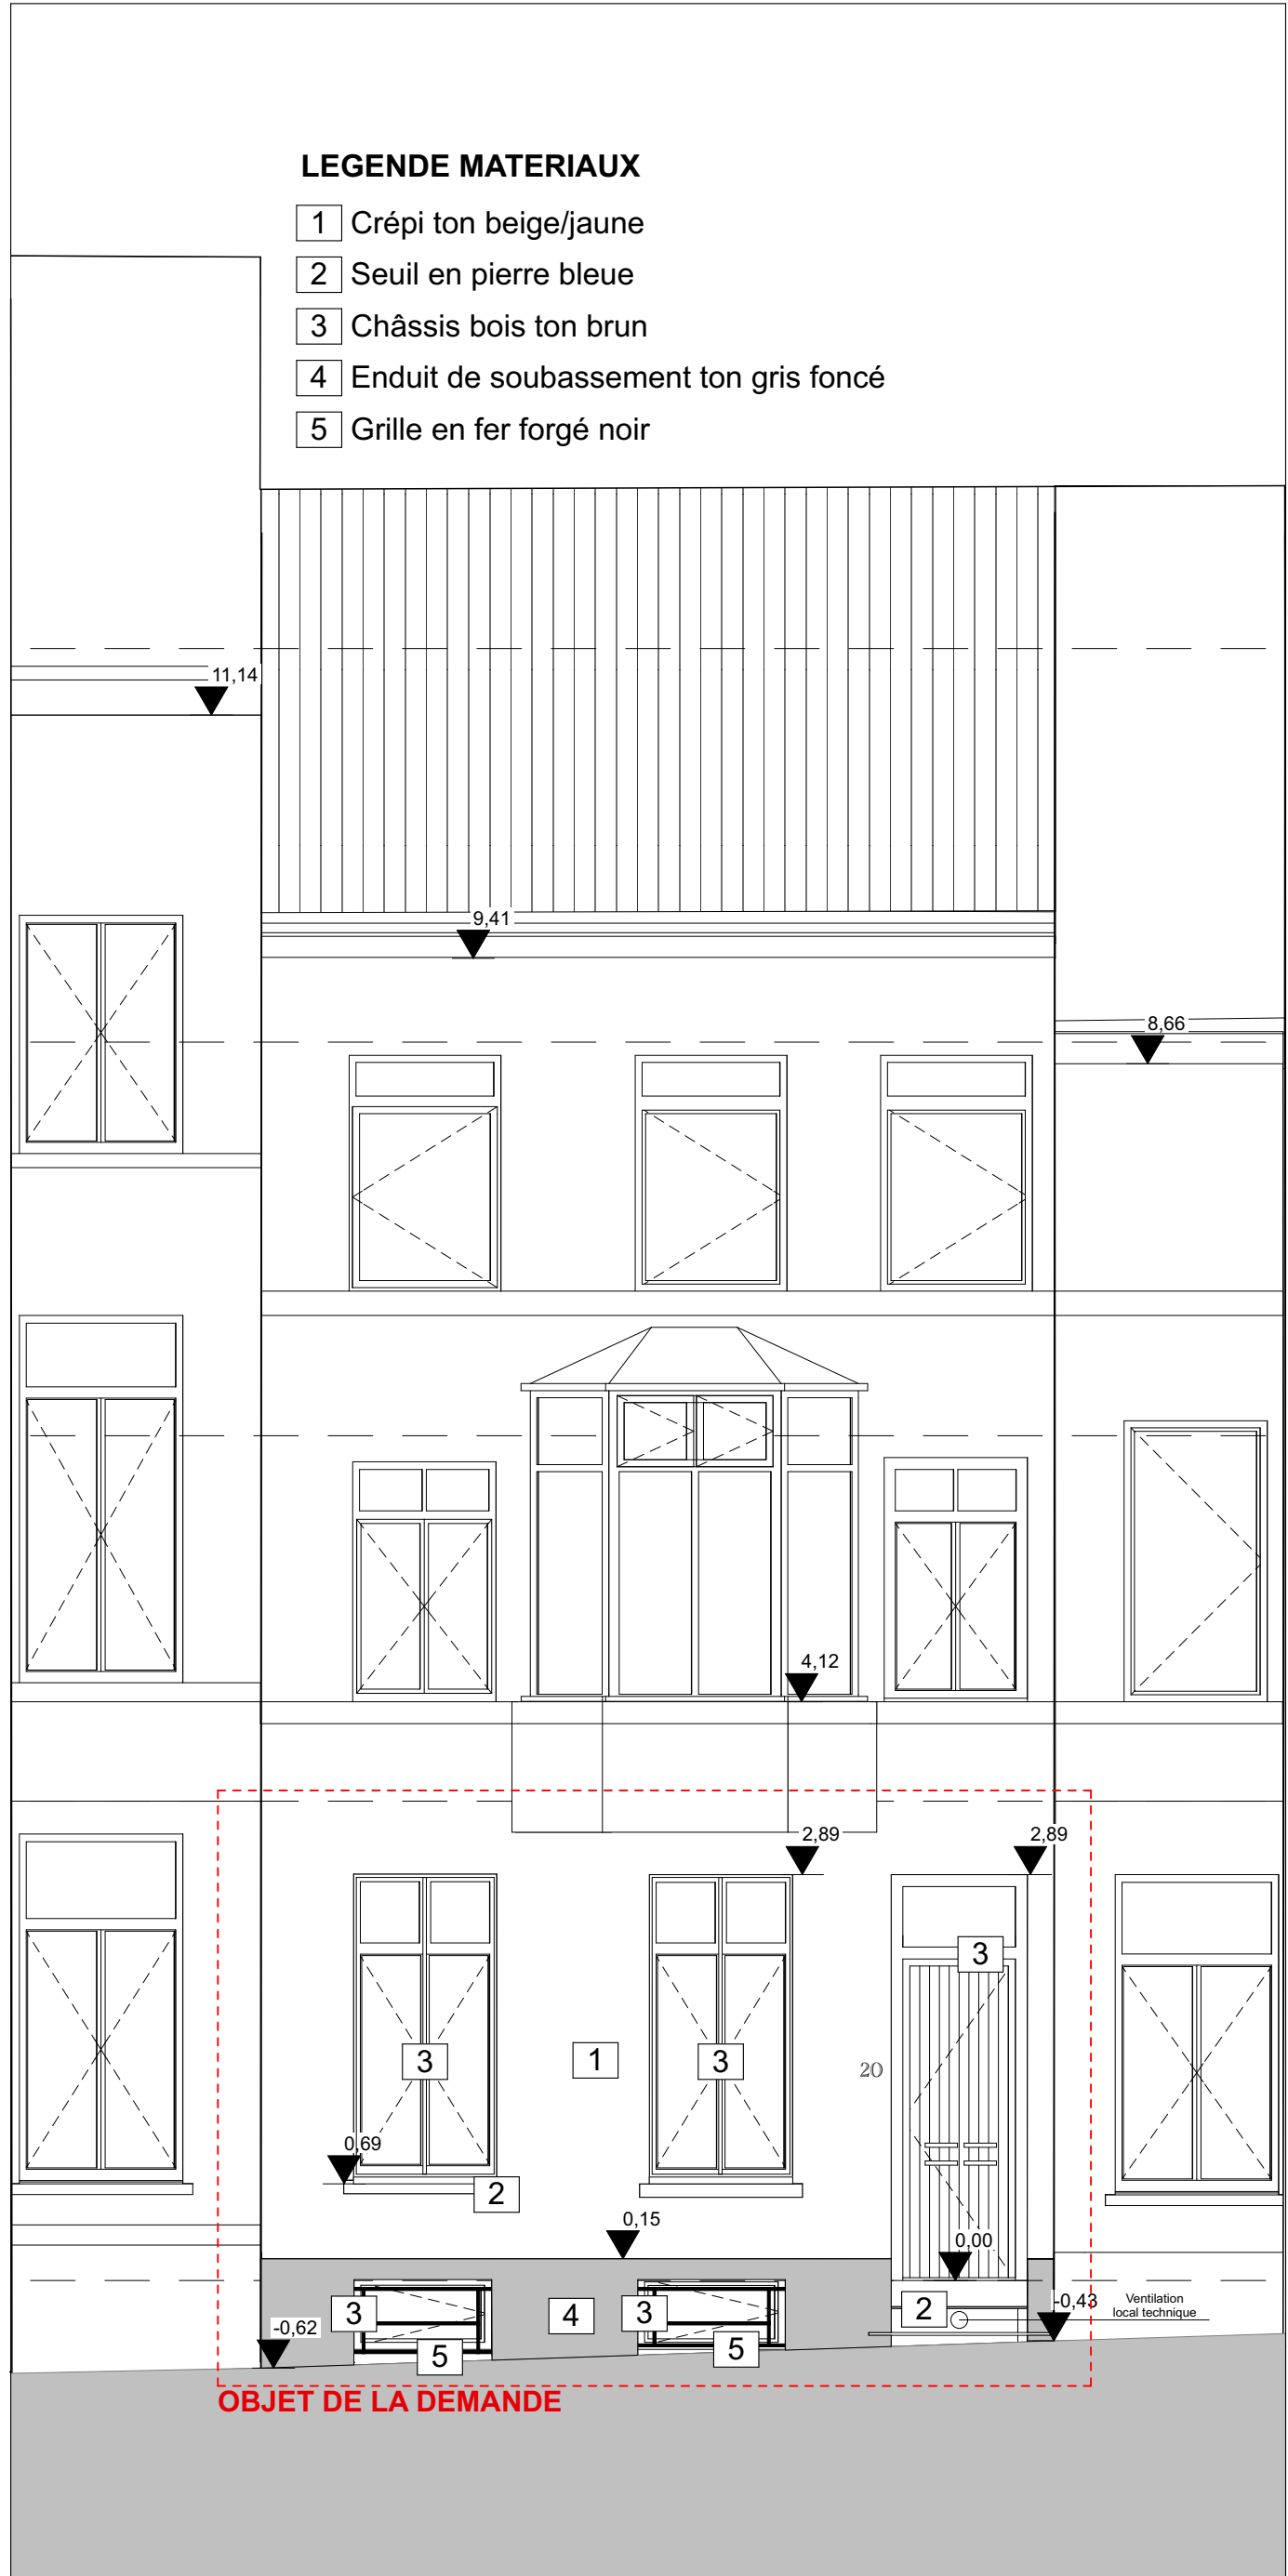 LEGENDE MATERIAUX
1 Crépi ton beige/jaune
2 Seuil en pierre bleue
3 Châssis bois ton brun
4 Enduit de soubassement ton gris foncé
5 Grille en fer forgé noir
11,14
9,41
8,66
4,12
2,89 2,89
3
3 1 3 20
0,69
2
0,15
0,00
-0,43
Ventilation
local technique
3 4 3 2
-0,62
5 5
OBJET DE LA DEMANDE